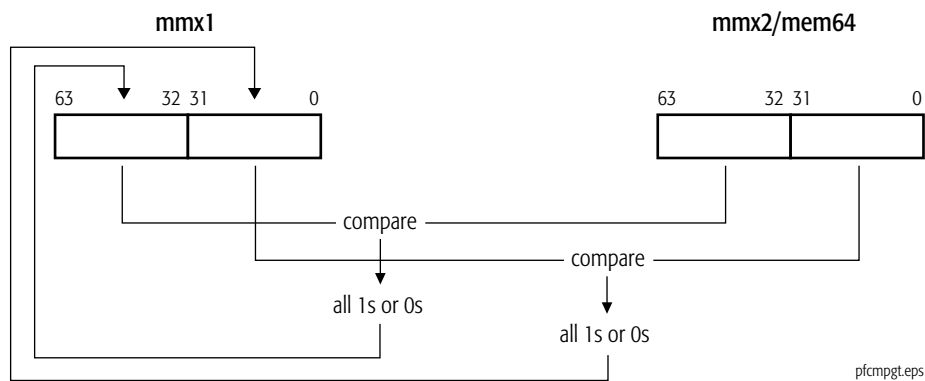 mmx1 mmx2/mem64
63 32 31 0 63 32 31 0
compare
compare
all 1s or 0s
all 1s or 0s
pfcmpgt.eps